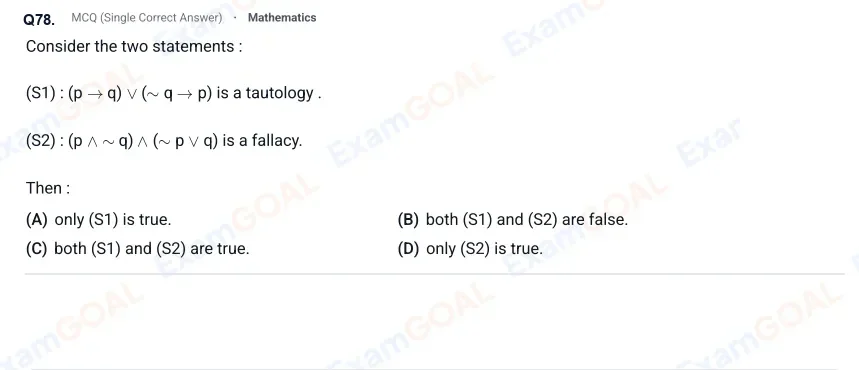 Q78. MCQ (Single Correct Answer) · Mathematics
Consider the two statements :
(S1) : (p → q) ∨ (~ q → p) is a tautology .
(S2) : (p ∧ ~ q) ∧ (~ p ∨ q) is a fallacy.
Then :
(A) only (S1) is true. (B) both (S1) and (S2) are false.
(C) both (S1) and (S2) are true. (D) only (S2) is true.
ExamGOAL